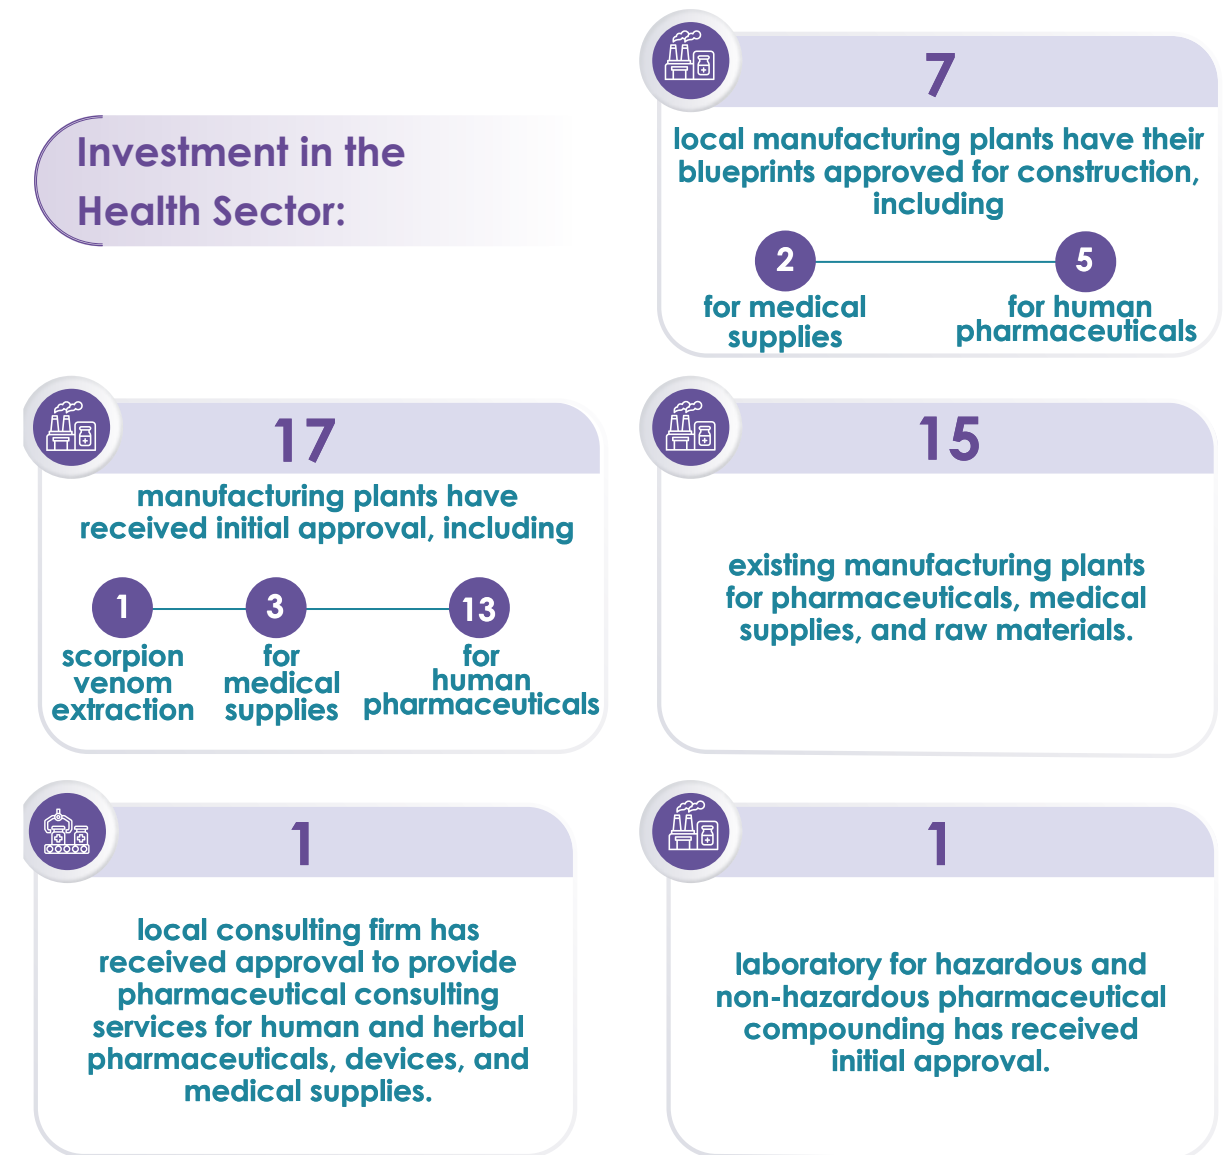 Investment in the
Health Sector:
7
local manufacturing plants have their
blueprints approved for construction,
including
2
for medical
supplies
5
for human
pharmaceuticals
17
manufacturing plants have
received initial approval, including
1
scorpion
venom
extraction
3
for
medical
supplies
13
for
human
pharmaceuticals
15
existing manufacturing plants
for pharmaceuticals, medical
supplies, and raw materials.
1
local consulting firm has
received approval to provide
pharmaceutical consulting
services for human and herbal
pharmaceuticals, devices, and
medical supplies.
1
laboratory for hazardous and
non-hazardous pharmaceutical
compounding has received
initial approval.